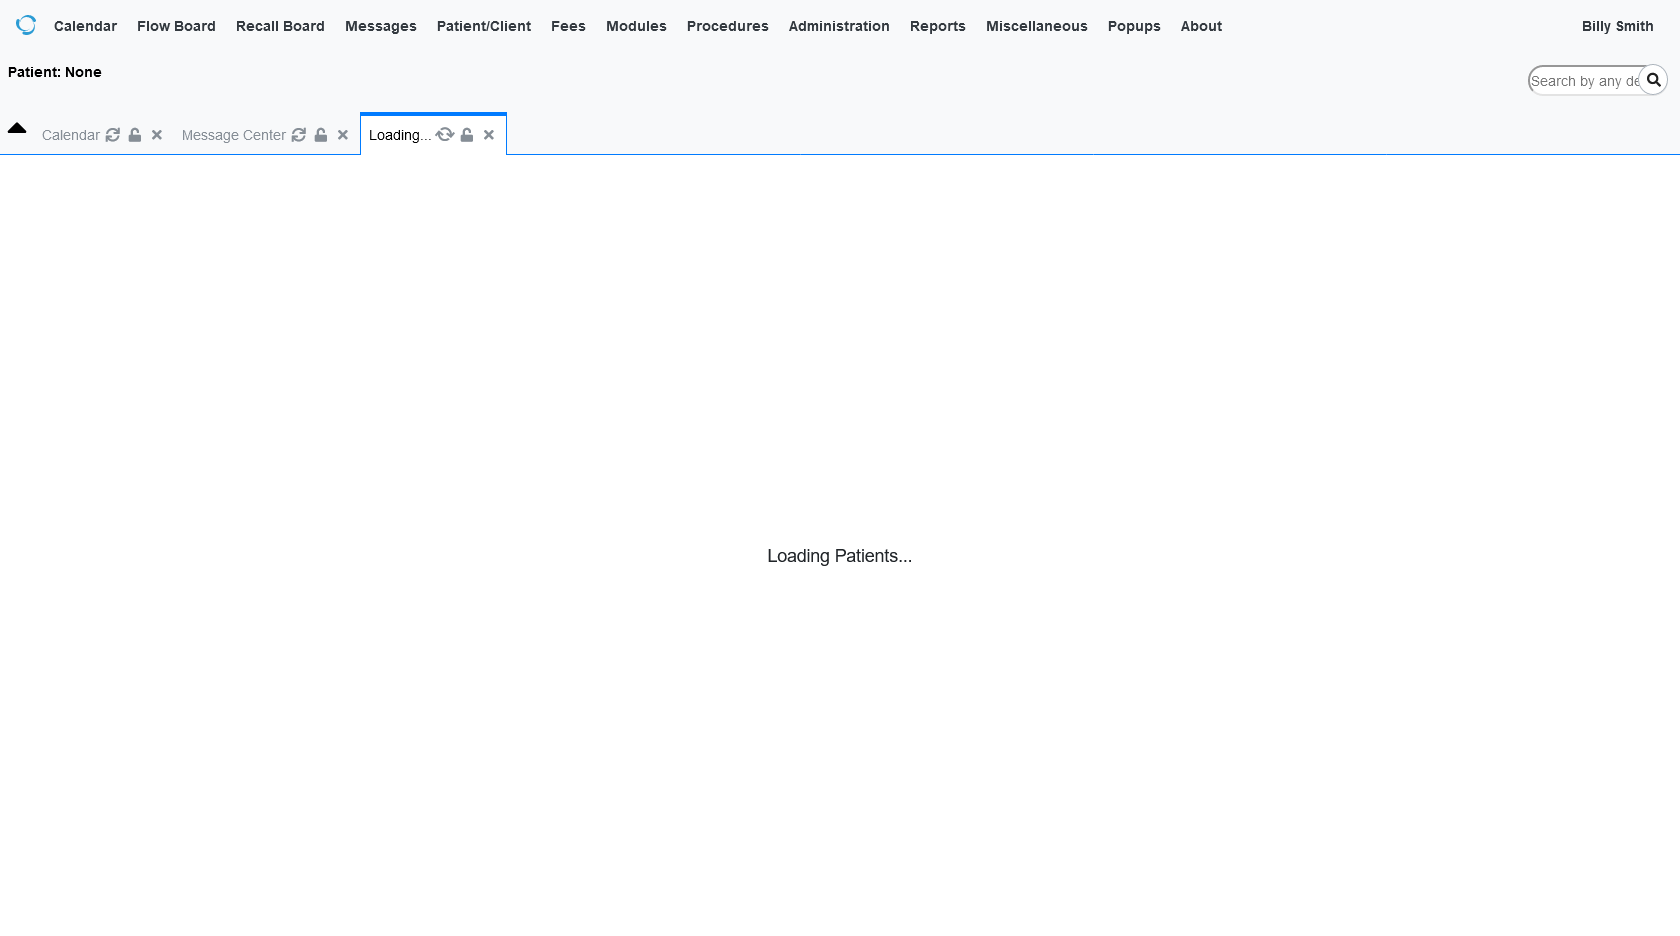 Calendar Flow Board Recall Board Messages Patient/Client Fees Modules Procedures Administration Reports Miscellaneous Popups About Billy Smith
Patient: None
Search by any de
Calendar Message Center Loading...
Loading Patients...